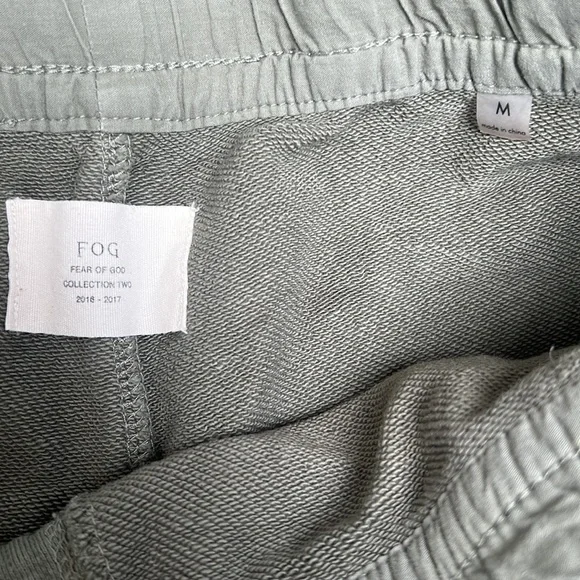 M
made in china
FOG
FEAR OF GOD
COLLECTION TWO
2016 - 2017